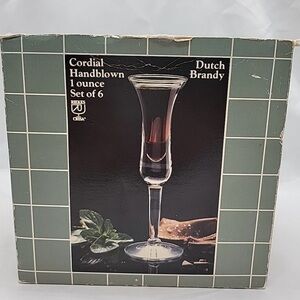 Cordial
Handblown
1 ounce
Set of 6
Dutch
Brandy